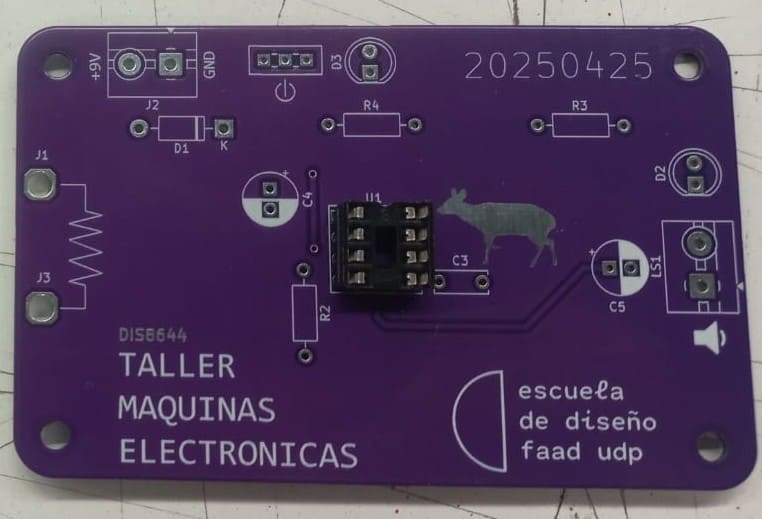 +9V
GND
J2
D3
20250425
D1
K
R4
R3
J1
C4
U1
D2
J3
R2
C3
+
C5
LS1
DIS8644
TALLER
MAQUINAS
ELECTRONICAS
escuela
de diseño
faad udp